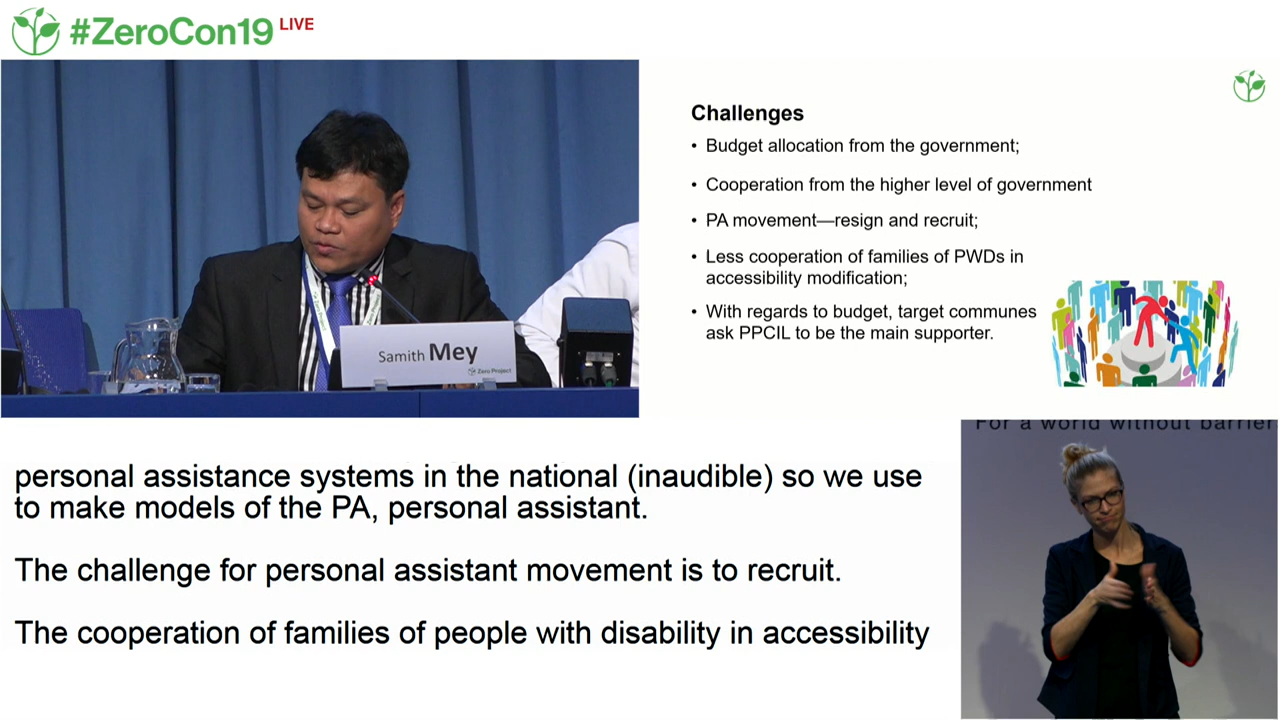 #ZeroCon19 LIVE
Samith Mey
Zero Project
Challenges
• Budget allocation from the government;
• Cooperation from the higher level of government
• PA movement—resign and recruit;
• Less cooperation of families of PWDs in
accessibility modification;
• With regards to budget, target communes
ask PPCIL to be the main supporter.
personal assistance systems in the national (inaudible) so we use
to make models of the PA, personal assistant.
The challenge for personal assistant movement is to recruit.
The cooperation of families of people with disability in accessibility
For a world without barrier